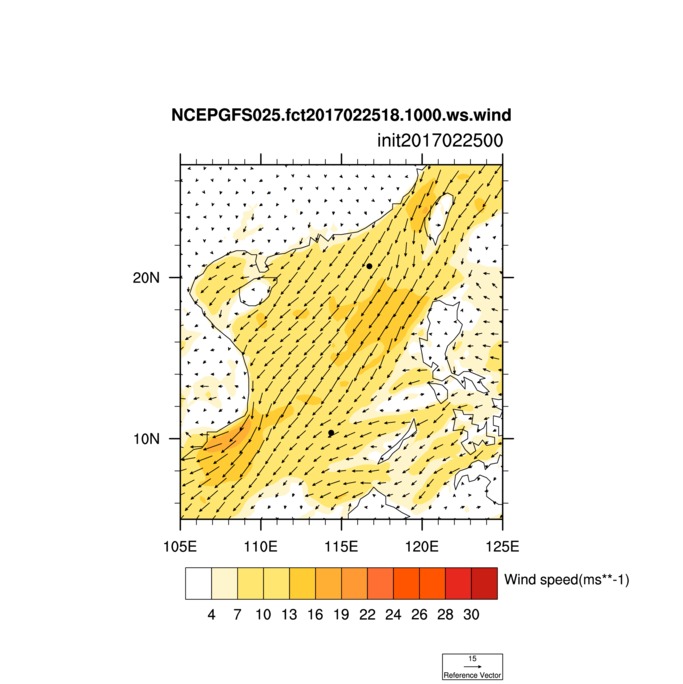 NCEPGFS025.fct2017022518.1000.ws.wind
init2017022500
20N
10N
105E 110E 115E 120E 125E
Wind speed(ms**-1)
4 7 10 13 16 19 22 24 26 28 30
15
Reference Vector